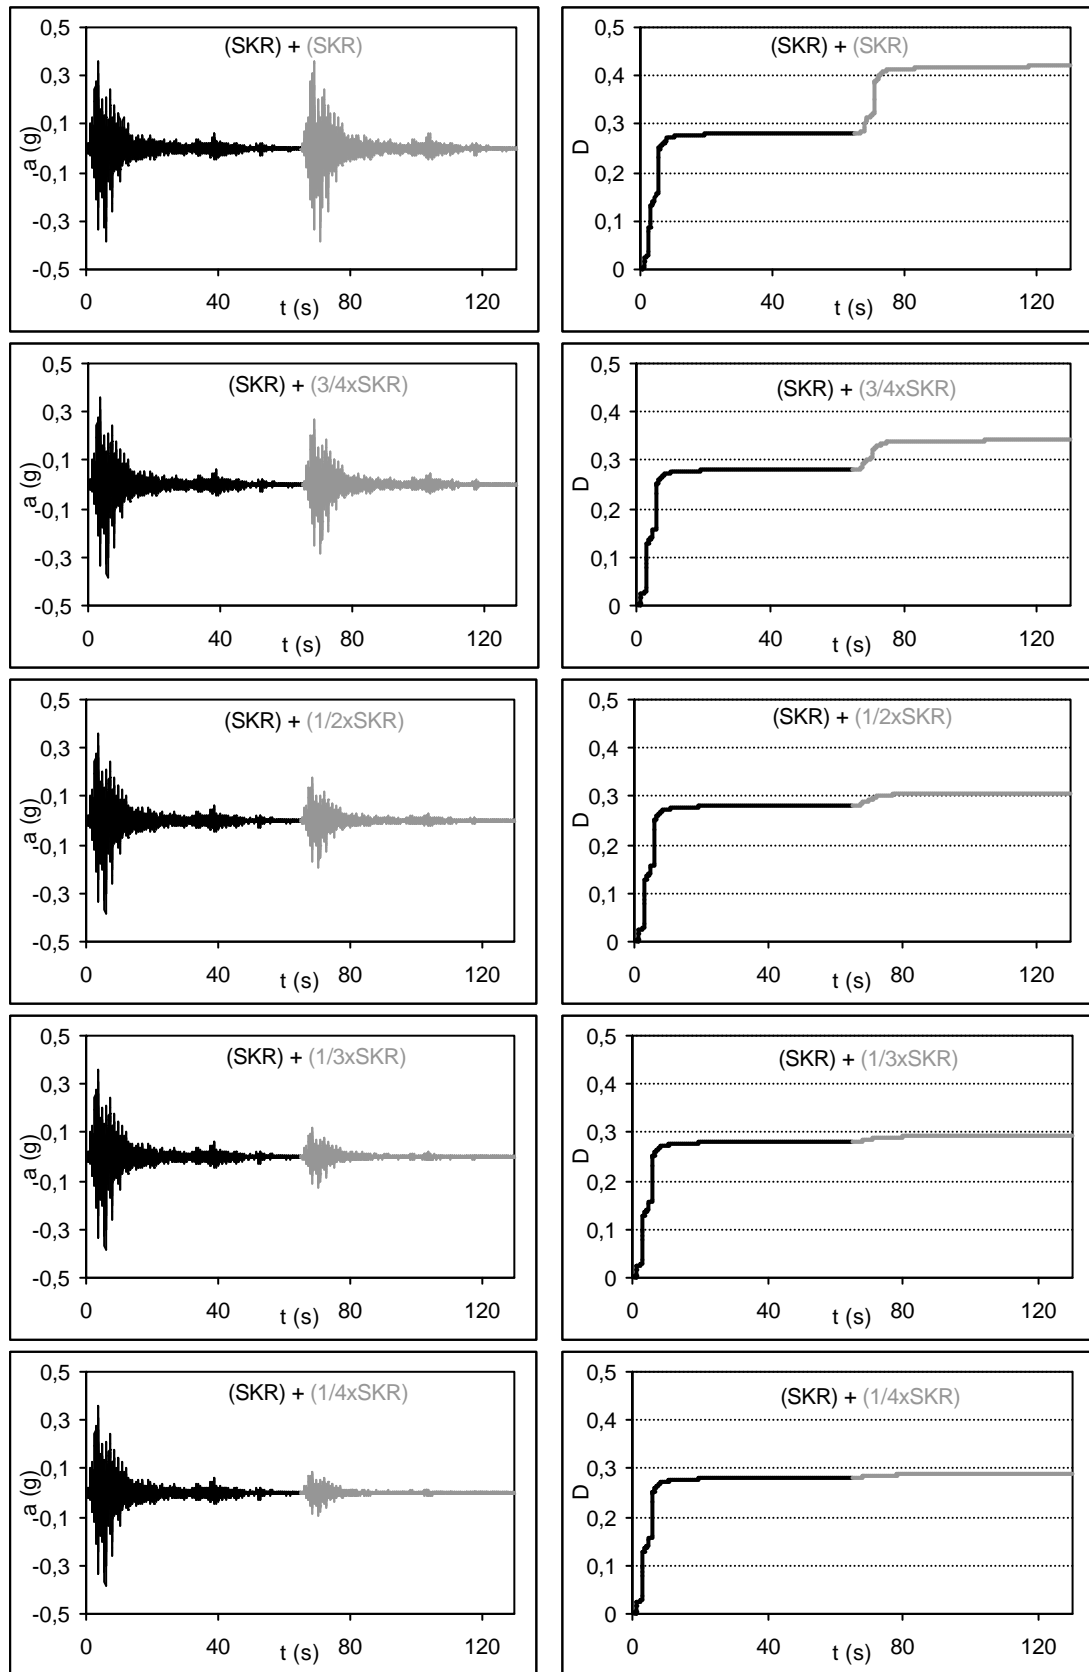 (SKR) + (SKR)
0,5
0,3
0,1
-0,1
-0,3
-0,5
a (g)
0 40 80 120
t (s)
(SKR) + (SKR)
0,5
0,4
0,3
0,2
0,1
0
D
0 40 80 120
t (s)
(SKR) + (3/4xSKR)
0,5
0,3
0,1
-0,1
-0,3
-0,5
a (g)
0 40 80 120
t (s)
(SKR) + (3/4xSKR)
0,5
0,4
0,3
0,2
0,1
0
D
0 40 80 120
t (s)
(SKR) + (1/2xSKR)
0,5
0,3
0,1
-0,1
-0,3
-0,5
a (g)
0 40 80 120
t (s)
(SKR) + (1/2xSKR)
0,5
0,4
0,3
0,2
0,1
0
D
0 40 80 120
t (s)
(SKR) + (1/3xSKR)
0,5
0,3
0,1
-0,1
-0,3
-0,5
a (g)
0 40 80 120
t (s)
(SKR) + (1/3xSKR)
0,5
0,4
0,3
0,2
0,1
0
D
0 40 80 120
t (s)
(SKR) + (1/4xSKR)
0,5
0,3
0,1
-0,1
-0,3
-0,5
a (g)
0 40 80 120
t (s)
(SKR) + (1/4xSKR)
0,5
0,4
0,3
0,2
0,1
0
D
0 40 80 120
t (s)